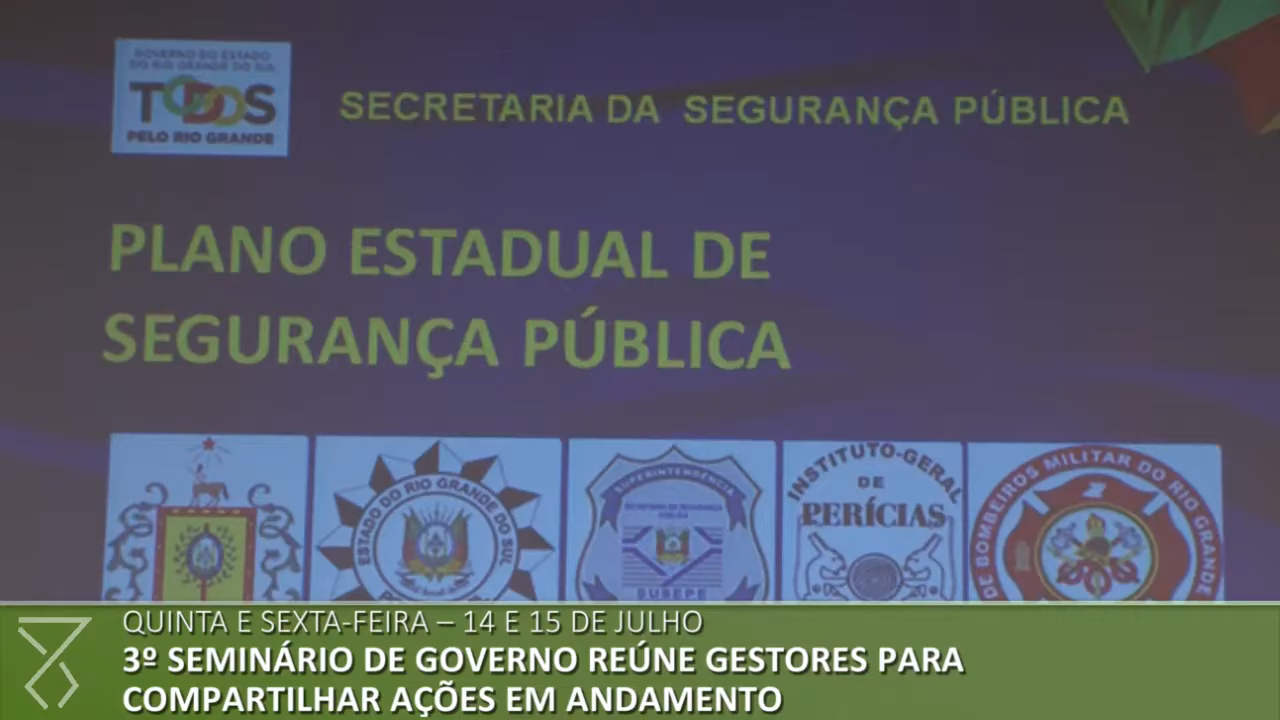 GOVERNO DO ESTADO
DO RIO GRANDE DO SUL
TODOS
PELO RIO GRANDE
SECRETARIA DA SEGURANÇA PÚBLICA
PLANO ESTADUAL DE
SEGURANÇA PÚBLICA
ESTADO DO RIO GRANDE DO SUL
SUPERINTENDÊNCIA
SUSEPE
INSTITUTO-GERAL
DE
PERÍCIAS
DE BOMBEIROS MILITAR DO RIO GRANDE
QUINTA E SEXTA-FEIRA – 14 E 15 DE JULHO
3º SEMINÁRIO DE GOVERNO REÚNE GESTORES PARA
COMPARTILHAR AÇÕES EM ANDAMENTO